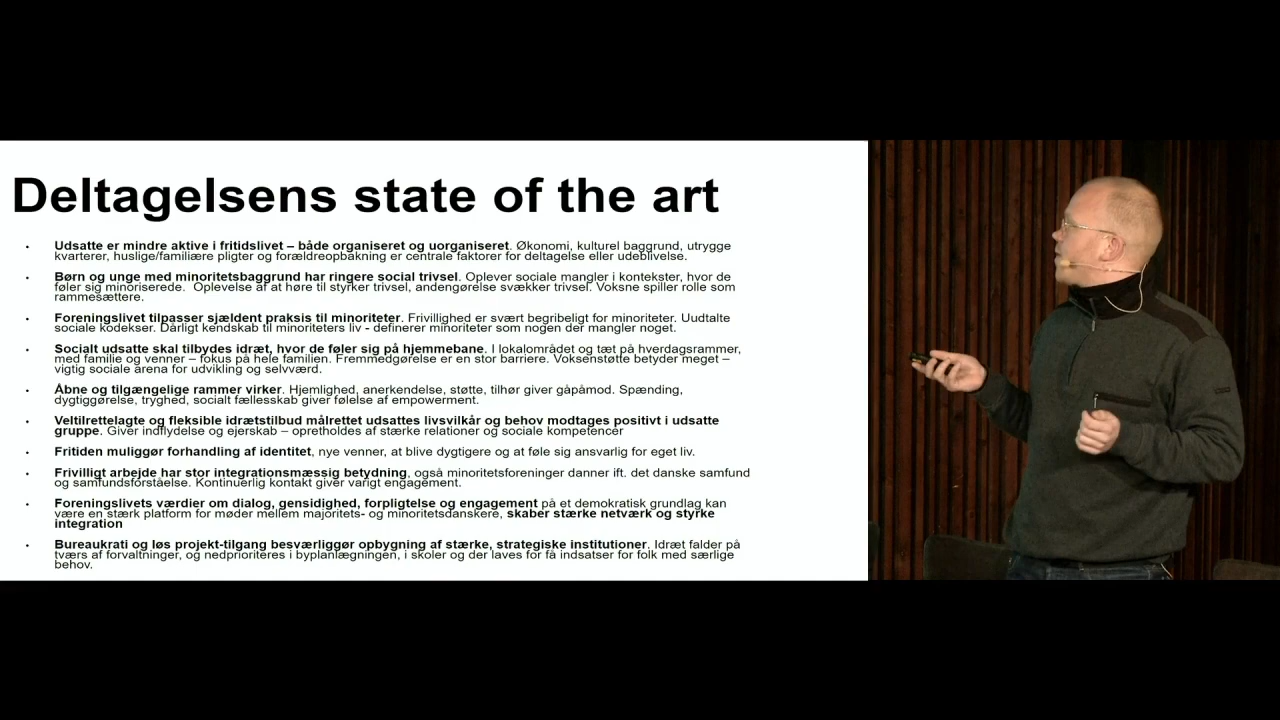 Deltagelsens state of the art
• Udsatte er mindre aktive i fritidslivet – både organiseret og uorganiseret. Økonomi, kulturel baggrund, utrygge
kvarterer, huslige/familiære pligter og forældreopbakning er centrale faktorer for deltagelse eller udeblivelse.
• Børn og unge med minoritetsbaggrund har ringere social trivsel. Oplever sociale mangler i kontekster, hvor de
føler sig minoriserede. Oplevelse af at høre til styrker trivsel, andengørelse svækker trivsel. Voksne spiller rolle som
rammesættere.
• Foreningslivet tilpasser sjældent praksis til minoriteter. Frivillighed er svært begribeligt for minoriteter. Uudtalte
sociale kodekser. Dårligt kendskab til minoriteters liv - definerer minoriteter som nogen der mangler noget.
• Socialt udsatte skal tilbydes idræt, hvor de føler sig på hjemmebane. I lokalområdet og tæt på hverdagsrammer,
med familie og venner – fokus på hele familien. Fremmedgørelse er en stor barriere. Voksenstøtte betyder meget –
vigtig sociale arena for udvikling og selvværd.
• Åbne og tilgængelige rammer virker. Hjemlighed, anerkendelse, støtte, tilhør giver gåpåmod. Spænding,
dygtiggørelse, tryghed, socialt fællesskab giver følelse af empowerment.
• Veltilrettelagte og fleksible idrætstilbud målrettet udsattes livsvilkår og behov modtages positivt i udsatte
gruppe. Giver indflydelse og ejerskab – opretholdes af stærke relationer og sociale kompetencer
• Fritiden muliggør forhandling af identitet, nye venner, at blive dygtigere og at føle sig ansvarlig for eget liv.
• Frivilligt arbejde har stor integrationsmæssig betydning, også minoritetsforeninger danner ift. det danske samfund
og samfundsforståelse. Kontinuerlig kontakt giver varigt engagement.
• Foreningslivets værdier om dialog, gensidighed, forpligtelse og engagement på et demokratisk grundlag kan
være en stærk platform for møder mellem majoritets- og minoritetsdanskere, skaber stærke netværk og styrke
integration
• Bureaukrati og løs projekt-tilgang besværliggør opbygning af stærke, strategiske institutioner. Idræt falder på
tværs af forvaltninger, og nedprioriteres i byplanlægningen, i skoler og der laves for få indsatser for folk med særlige
behov.